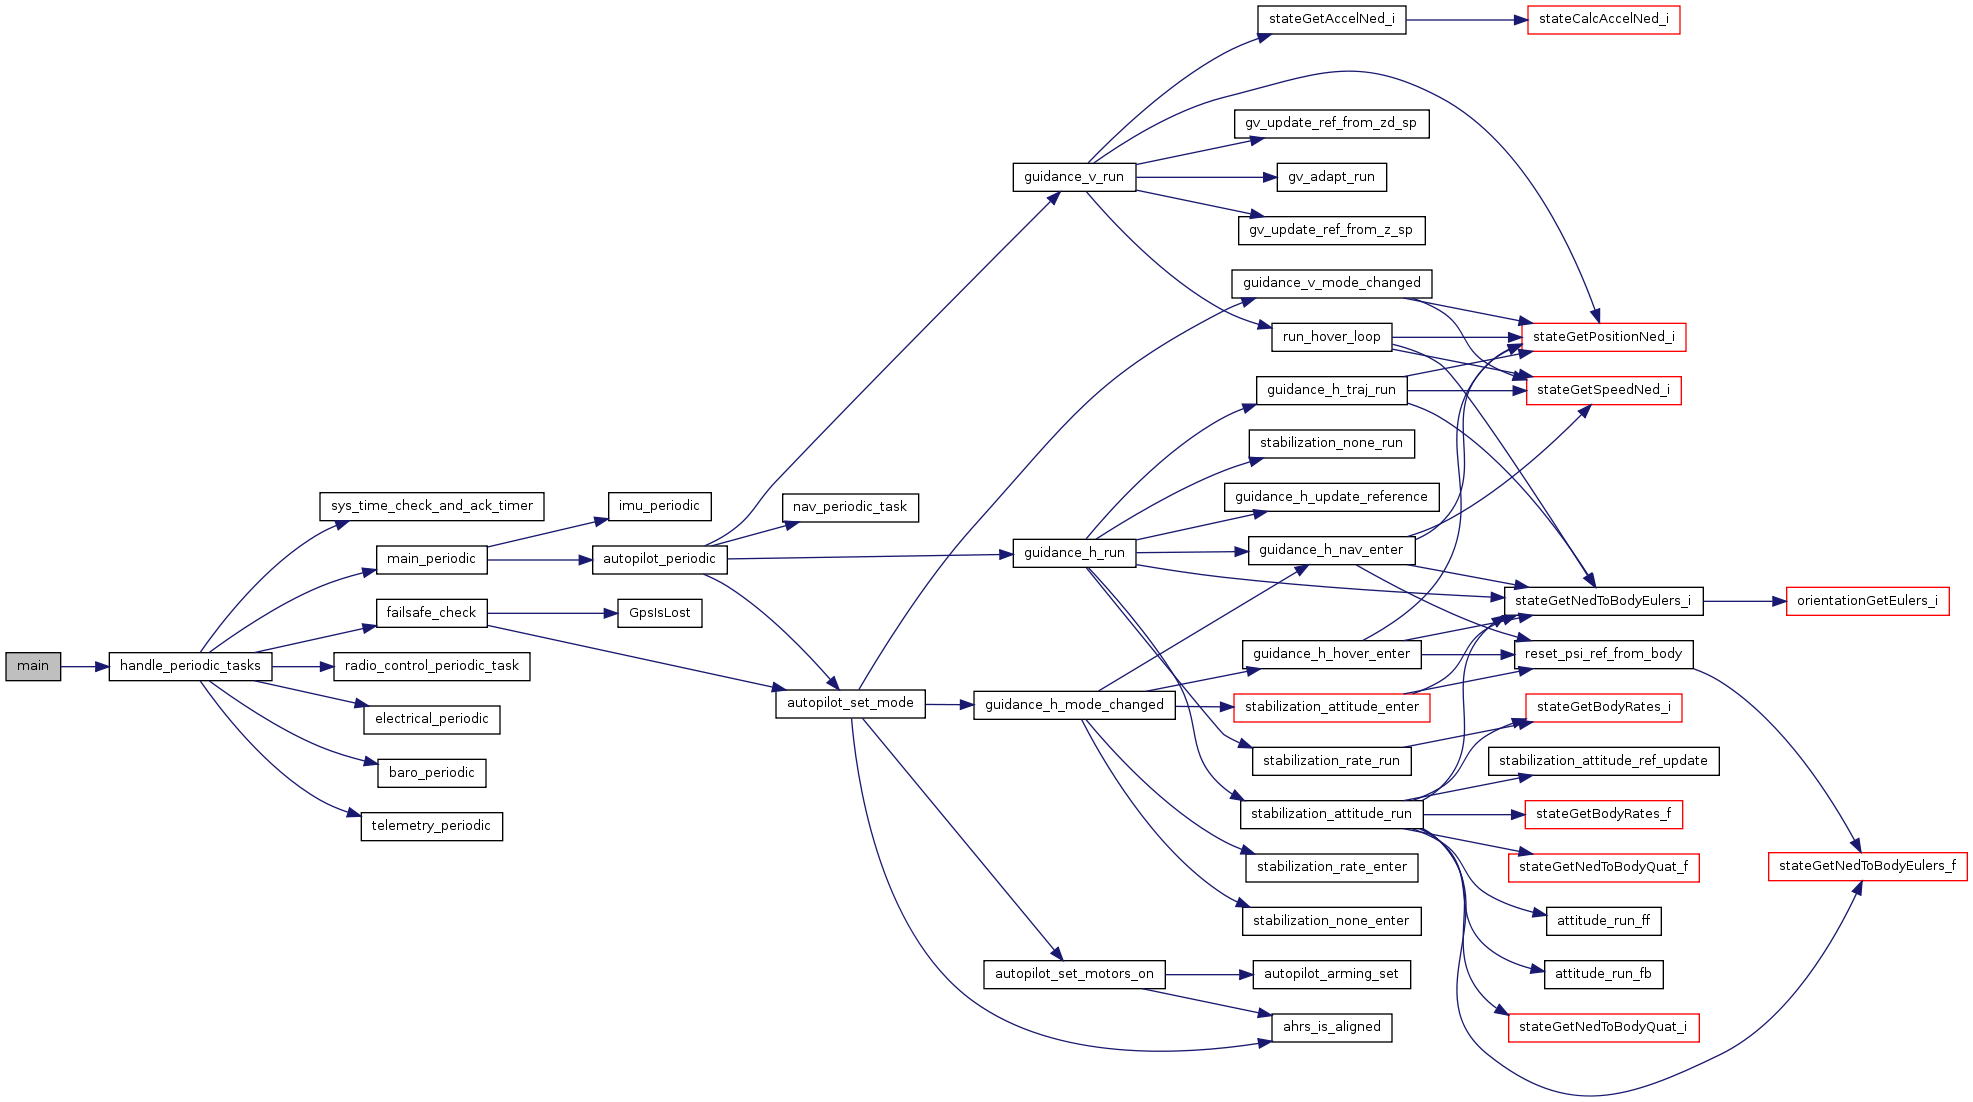 main
handle_periodic_tasks
sys_time_check_and_ack_timer
main_periodic
failsafe_check
radio_control_periodic_task
electrical_periodic
baro_periodic
telemetry_periodic
imu_periodic
autopilot_periodic
GpsIsLost
nav_periodic_task
autopilot_set_mode
guidance_v_run
guidance_h_run
guidance_h_mode_changed
autopilot_set_motors_on
stateGetAccelNed_i
gv_update_ref_from_zd_sp
gv_adapt_run
gv_update_ref_from_z_sp
guidance_v_mode_changed
run_hover_loop
guidance_h_traj_run
stabilization_none_run
guidance_h_update_reference
guidance_h_nav_enter
guidance_h_hover_enter
stabilization_attitude_enter
stabilization_rate_run
stabilization_attitude_run
stabilization_rate_enter
stabilization_none_enter
autopilot_arming_set
ahrs_is_aligned
stateCalcAccelNed_i
stateGetPositionNed_i
stateGetSpeedNed_i
stateGetNedToBodyEulers_i
reset_psi_ref_from_body
stateGetBodyRates_i
stabilization_attitude_ref_update
stateGetBodyRates_f
stateGetNedToBodyQuat_f
attitude_run_ff
attitude_run_fb
stateGetNedToBodyQuat_i
orientationGetEulers_i
stateGetNedToBodyEulers_f